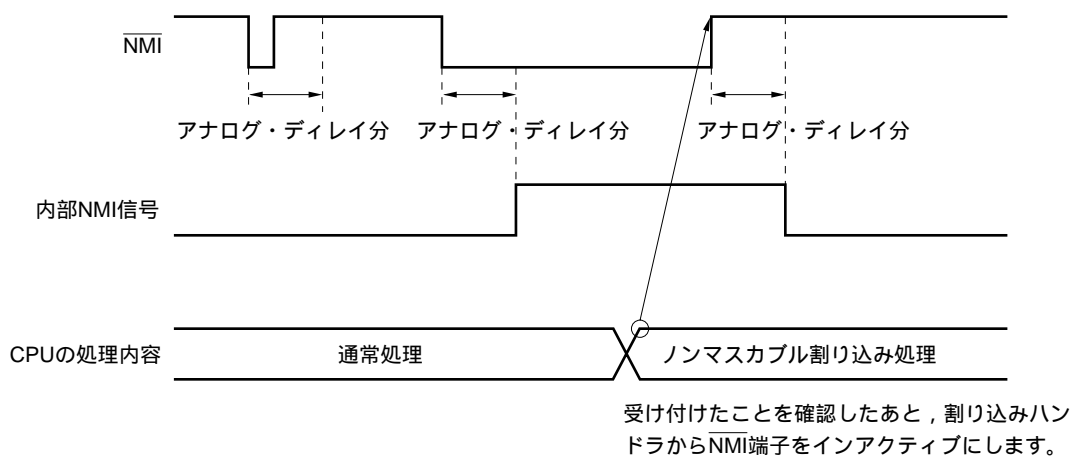 NMI
アナログ・ディレイ分 アナログ・ディレイ分 アナログ・ディレイ分
内部NMI信号
CPUの処理内容 通常処理 ノンマスカブル割り込み処理
受け付けたことを確認したあと，割り込みハン
ドラからNMI端子をインアクティブにします。